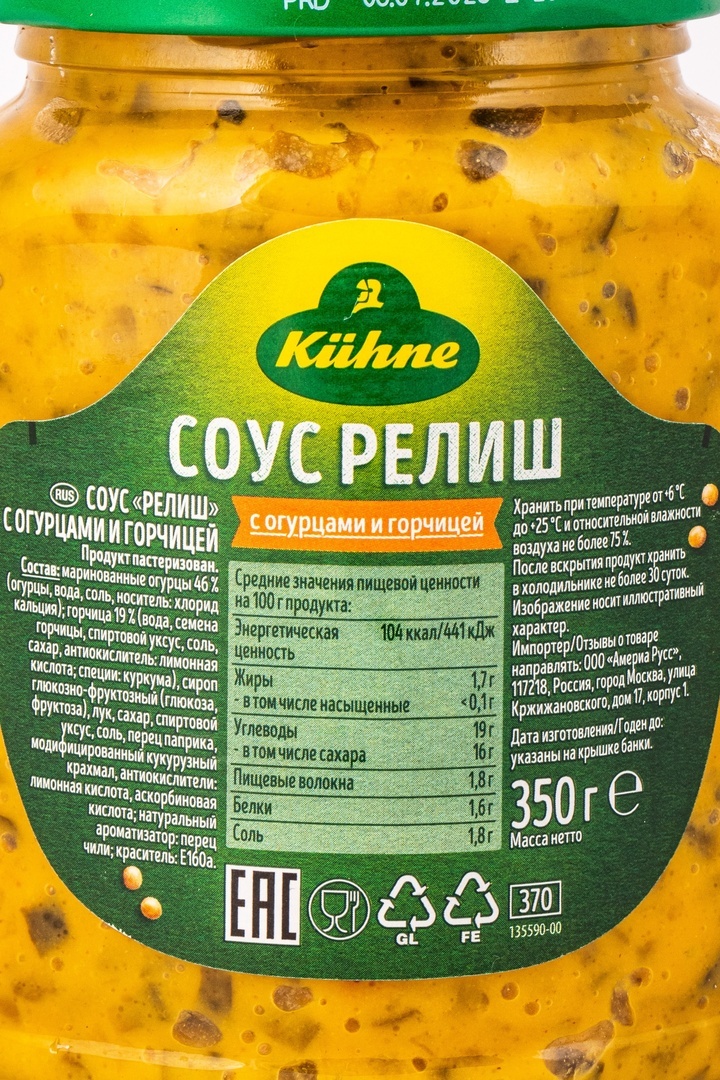 PRD
Kühne
СОУС РЕЛИШ
с огурцами и горчицей
RUS СОУС «РЕЛИШ»
С ОГУРЦАМИ И ГОРЧИЦЕЙ
Продукт пастеризован.
Состав: маринованные огурцы 46 %
(огурцы, вода, соль, носитель: хлорид
кальция); горчица 19 % (вода, семена
горчицы, спиртовой уксус, соль,
сахар, антиокислитель: лимонная
кислота; специи: куркума), сироп
глюкозно-фруктозный (глюкоза,
фруктоза), лук, сахар, спиртовой
уксус, соль, перец паприка,
модифицированный кукурузный
крахмал, антиокислители:
лимонная кислота, аскорбиновая
кислота; натуральный
ароматизатор: перец
чили; краситель: Е160а.
Средние значения пищевой ценности
на 100 г продукта:
Энергетическая 104 ккал/441 кДж
ценность
Жиры 1,7 г
- в том числе насыщенные <0,1 г
Углеводы 19 г
- в том числе сахара 16 г
Пищевые волокна 1,8 г
Белки 1,6 г
Соль 1,8 г
Хранить при температуре от +6 °C
до +25 °C и относительной влажности
воздуха не более 75 %.
После вскрытия продукт хранить
в холодильнике не более 30 суток.
Изображение носит иллюстративный
характер.
Импортер/Отзывы о товаре
направлять: ООО «Америа Русс»,
117218, Россия, город Москва, улица
Кржижановского, дом 17, корпус 1.
Дата изготовления/Годен до:
указаны на крышке банки.
350 г ℮
Масса нетто
EAC
GL
FE
370
135590-00